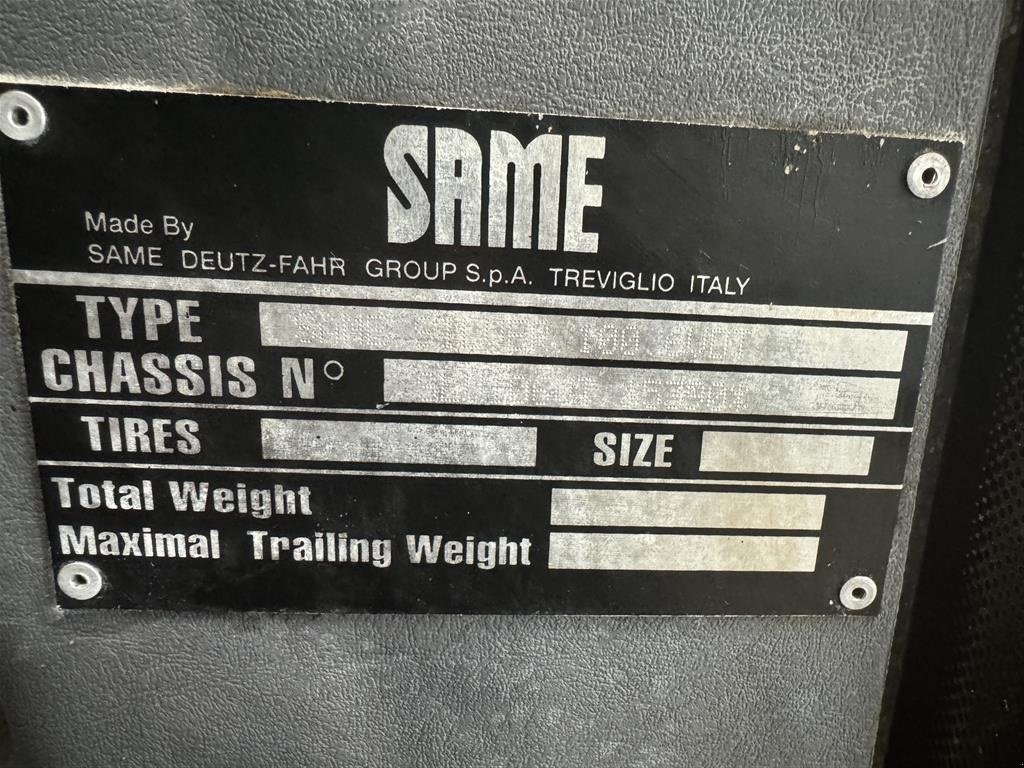 SAME
Made By
SAME DEUTZ-FAHR GROUP S.p.A. TREVIGLIO ITALY
TYPE
CHASSIS N°
TIRES SIZE
Total Weight
Maximal Trailing Weight